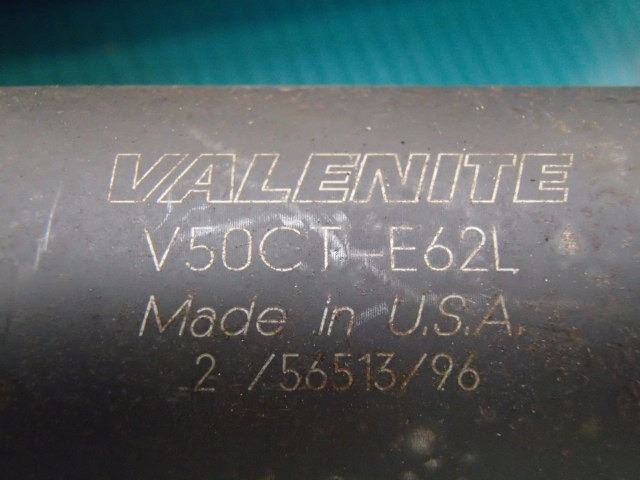 VALENITE
V50CT-E62L
Made in U.S.A.
2 /56513/96